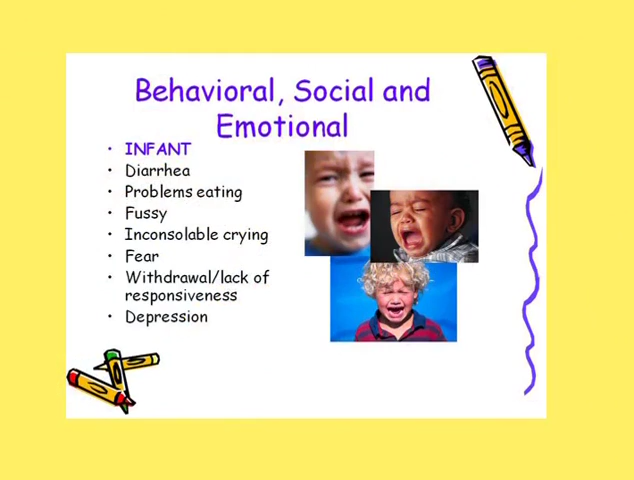 Behavioral, Social and
Emotional
• INFANT
• Diarrhea
• Problems eating
• Fussy
• Inconsolable crying
• Fear
• Withdrawal/lack of
responsiveness
• Depression